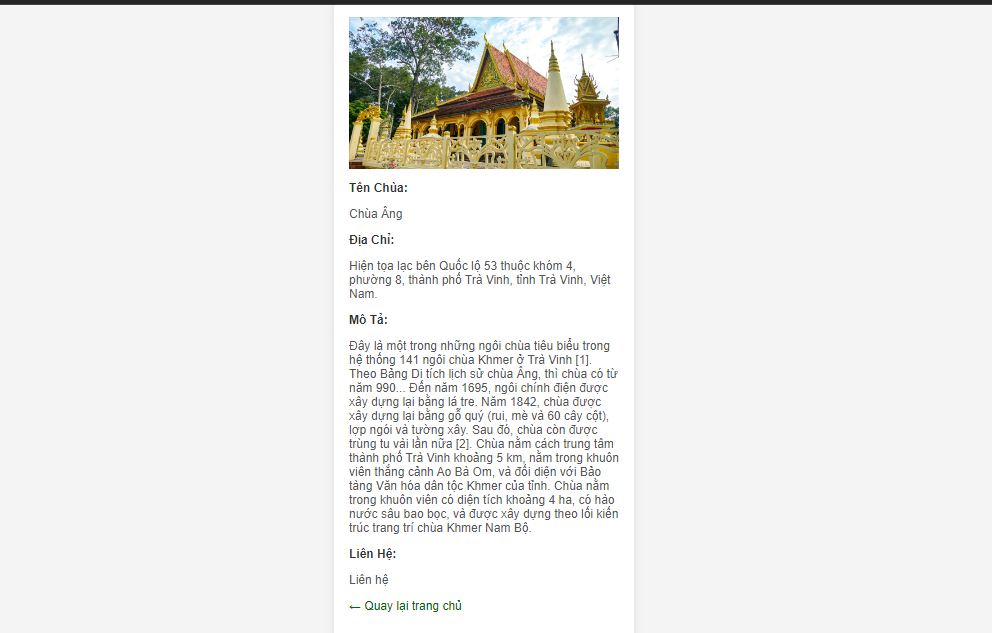 Tên Chùa:
Chùa Âng
Địa Chỉ:
Hiện tọa lạc bên Quốc lộ 53 thuộc khóm 4,
phường 8, thành phố Trà Vinh, tỉnh Trà Vinh, Việt
Nam.
Mô Tả:
Đây là một trong những ngôi chùa tiêu biểu trong
hệ thống 141 ngôi chùa Khmer ở Trà Vinh [1].
Theo Bảng Di tích lịch sử chùa Âng, thì chùa có từ
năm 990... Đến năm 1695, ngôi chính điện được
xây dựng lại bằng lá tre. Năm 1842, chùa được
xây dựng lại bằng gỗ quý (rui, mè và 60 cây cột),
lợp ngói và tường xây. Sau đó, chùa còn được
trùng tu vài lần nữa [2]. Chùa nằm cách trung tâm
thành phố Trà Vinh khoảng 5 km, nằm trong khuôn
viên thắng cảnh Ao Bà Om, và đối diện với Bảo
tàng Văn hóa dân tộc Khmer của tỉnh. Chùa nằm
trong khuôn viên có diện tích khoảng 4 ha, có hào
nước sâu bao bọc, và được xây dựng theo lối kiến
trúc trang trí chùa Khmer Nam Bộ.
Liên Hệ:
Liên hệ
← Quay lại trang chủ